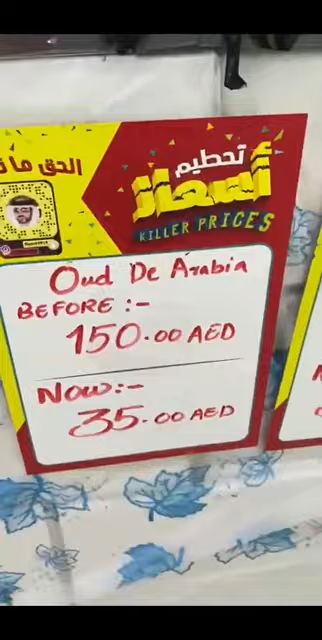 الحق ما
تحطيم
أسعار
KILLER PRICES
Oud De Arabia
BEFORE :-
150.00 AED
Now:-
35.00 AED